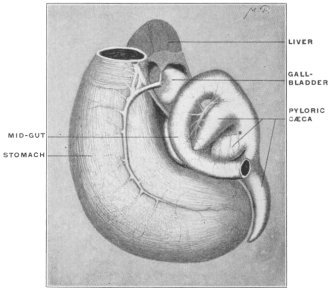 LIVER
GALL-
BLADDER
PYLORIC
CÆCA
MID-GUT
STOMACH